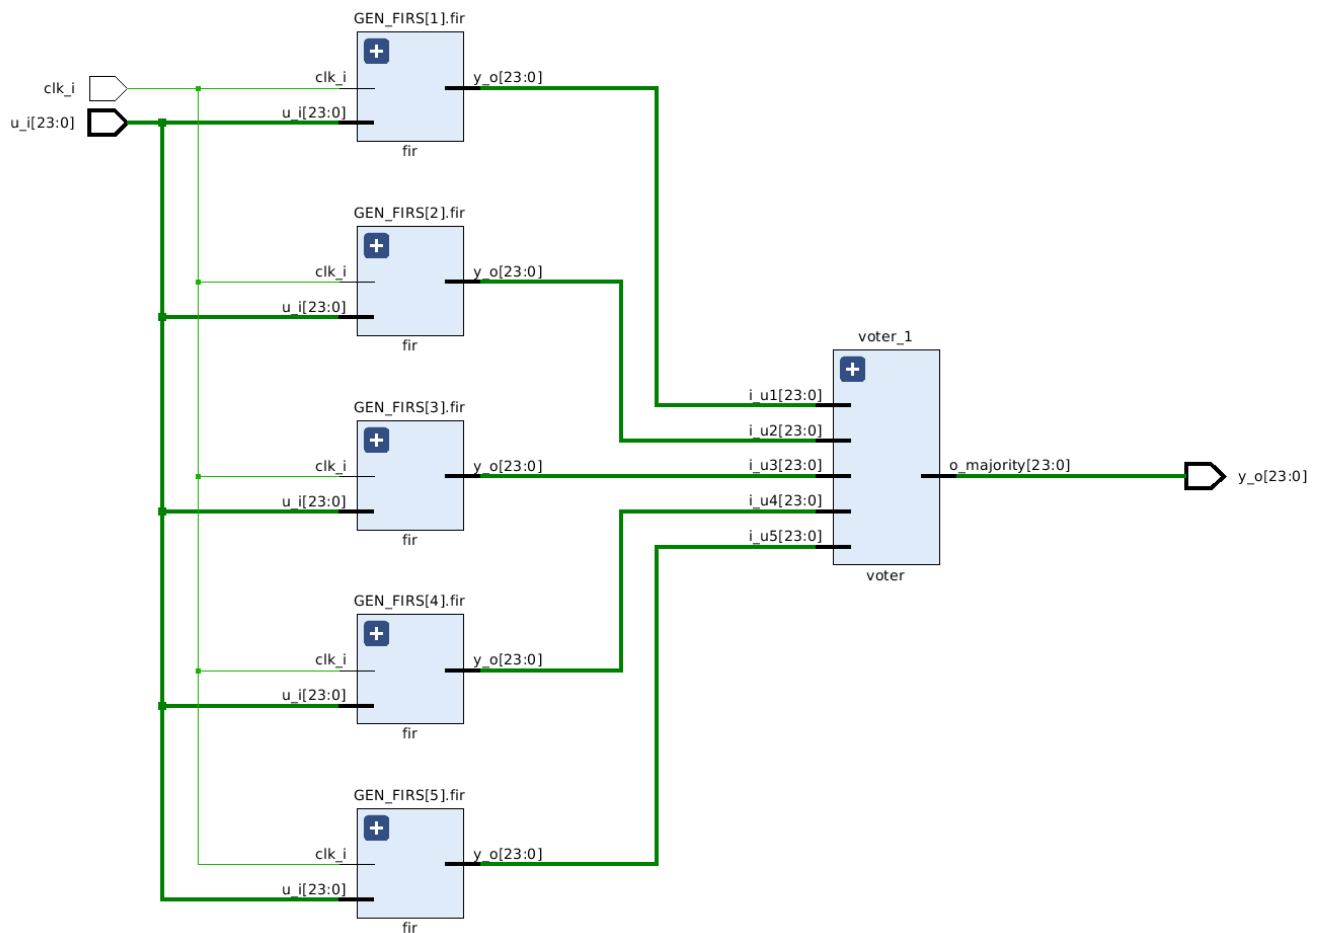 GEN_FIRS[1].fir
clk_i
clk_i
y_o[23:0]
u_i[23:0]
u_i[23:0]
fir
GEN_FIRS[2].fir
clk_i
y_o[23:0]
u_i[23:0]
fir
voter_1
i_u1[23:0]
GEN_FIRS[3].fir
i_u2[23:0]
clk_i
y_o[23:0]
i_u3[23:0]
o_majority[23:0]
y_o[23:0]
u_i[23:0]
i_u4[23:0]
fir
i_u5[23:0]
voter
GEN_FIRS[4].fir
clk_i
y_o[23:0]
u_i[23:0]
fir
GEN_FIRS[5].fir
clk_i
y_o[23:0]
u_i[23:0]
fir